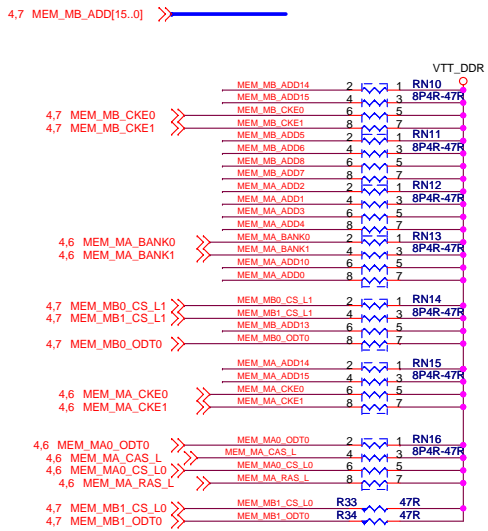 4,7 MEM_MB_ADD[15..0]
VTT_DDR
MEM_MB_ADD14 2 1 RN10
MEM_MB_ADD15 4 3 8P4R-47R
4,7 MEM_MB_CKE0 MEM_MB_CKE0 6 5
4,7 MEM_MB_CKE1 MEM_MB_CKE1 8 7
MEM_MB_ADD5 2 1 RN11
MEM_MB_ADD6 4 3 8P4R-47R
MEM_MB_ADD8 6 5
MEM_MB_ADD7 8 7
MEM_MA_ADD2 2 1 RN12
MEM_MA_ADD1 4 3 8P4R-47R
MEM_MA_ADD3 6 5
MEM_MA_ADD4 8 7
4,6 MEM_MA_BANK0 MEM_MA_BANK0 2 1 RN13
4,6 MEM_MA_BANK1 MEM_MA_BANK1 4 3 8P4R-47R
MEM_MA_ADD10 6 5
MEM_MA_ADD0 8 7
4,7 MEM_MB0_CS_L1 MEM_MB0_CS_L1 2 1 RN14
4,7 MEM_MB1_CS_L1 MEM_MB1_CS_L1 4 3 8P4R-47R
MEM_MB_ADD13 6 5
4,7 MEM_MB0_ODT0 MEM_MB0_ODT0 8 7
MEM_MA_ADD14 2 1 RN15
MEM_MA_ADD15 4 3 8P4R-47R
4,6 MEM_MA_CKE0 MEM_MA_CKE0 6 5
4,6 MEM_MA_CKE1 MEM_MA_CKE1 8 7
4,6 MEM_MA0_ODT0 MEM_MA0_ODT0 2 1 RN16
4,6 MEM_MA_CAS_L MEM_MA_CAS_L 4 3 8P4R-47R
4,6 MEM_MA0_CS_L0 MEM_MA0_CS_L0 6 5
4,6 MEM_MA_RAS_L MEM_MA_RAS_L 8 7
4,7 MEM_MB1_CS_L0 MEM_MB1_CS_L0 R33 47R
4,7 MEM_MB1_ODT0 MEM_MB1_ODT0 R34 47R